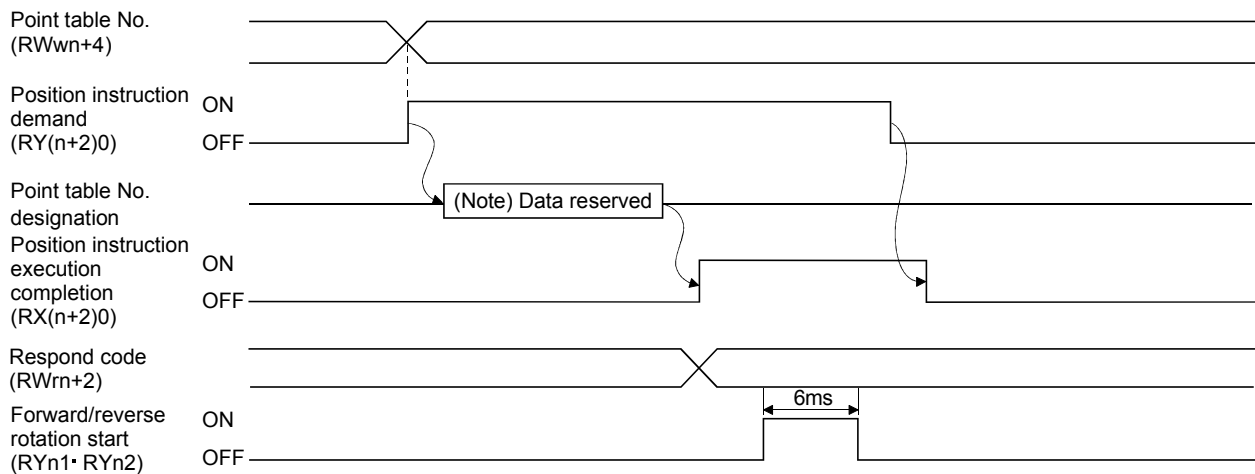 Point table No.
(RWwn+4)
Position instruction
demand
(RY(n+2)0)
ON
OFF
Point table No.
designation
(Note) Data reserved
Position instruction
execution
completion
(RX(n+2)0)
ON
OFF
Respond code
(RWrn+2)
6ms
Forward/reverse
rotation start
(RYn1· RYn2)
ON
OFF